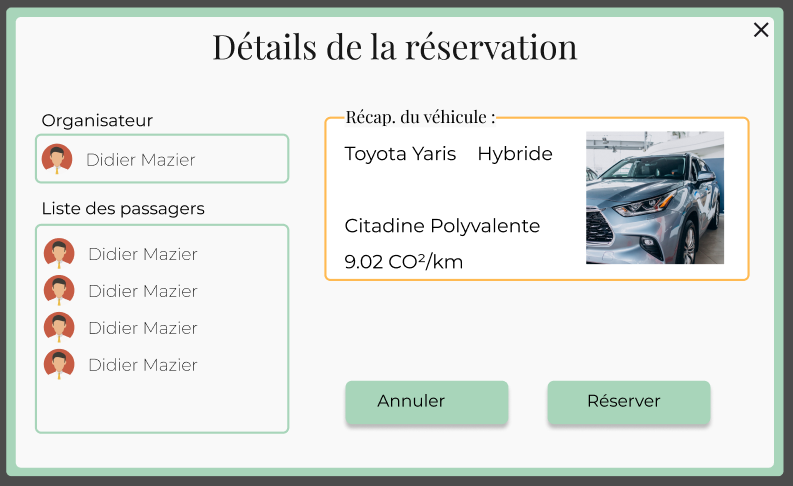 Détails de la réservation
Organisateur
Didier Mazier
Liste des passagers
Didier Mazier
Didier Mazier
Didier Mazier
Didier Mazier
Récap. du véhicule :
Toyota Yaris Hybride
Citadine Polyvalente
9.02 CO²/km
Annuler
Réserver